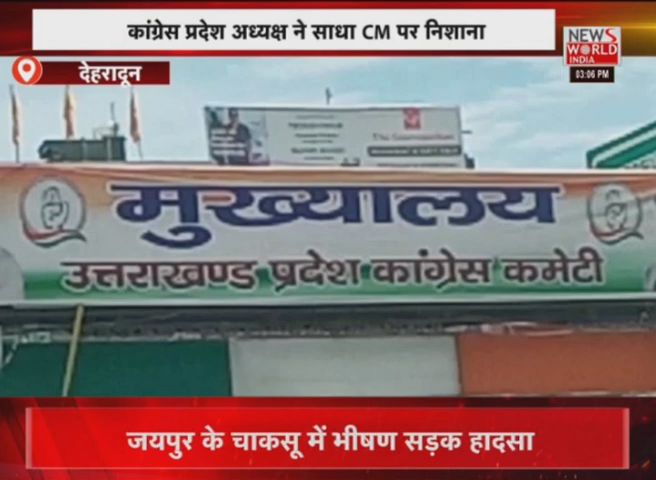 कांग्रेस प्रदेश अध्यक्ष ने साधा CM पर निशाना
NEWS
WORLD
INDIA
03:06 PM
देहरादून
मुख्यालय
उत्तराखण्ड प्रदेश कांग्रेस कमेटी
जयपुर के चाकसू में भीषण सड़क हादसा